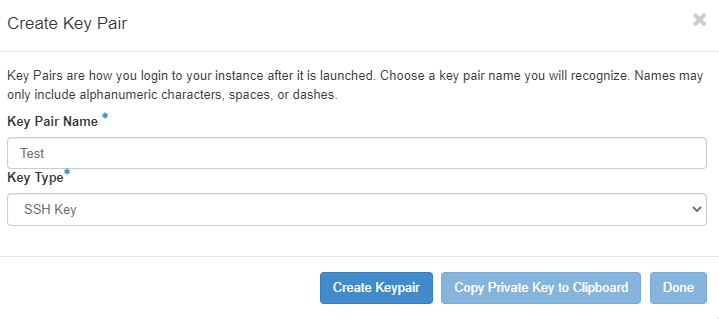 Create Key Pair
Key Pairs are how you login to your instance after it is launched. Choose a key pair name you will recognize. Names may
only include alphanumeric characters, spaces, or dashes.
Key Pair Name *
Test
Key Type*
SSH Key
Create Keypair Copy Private Key to Clipboard Done